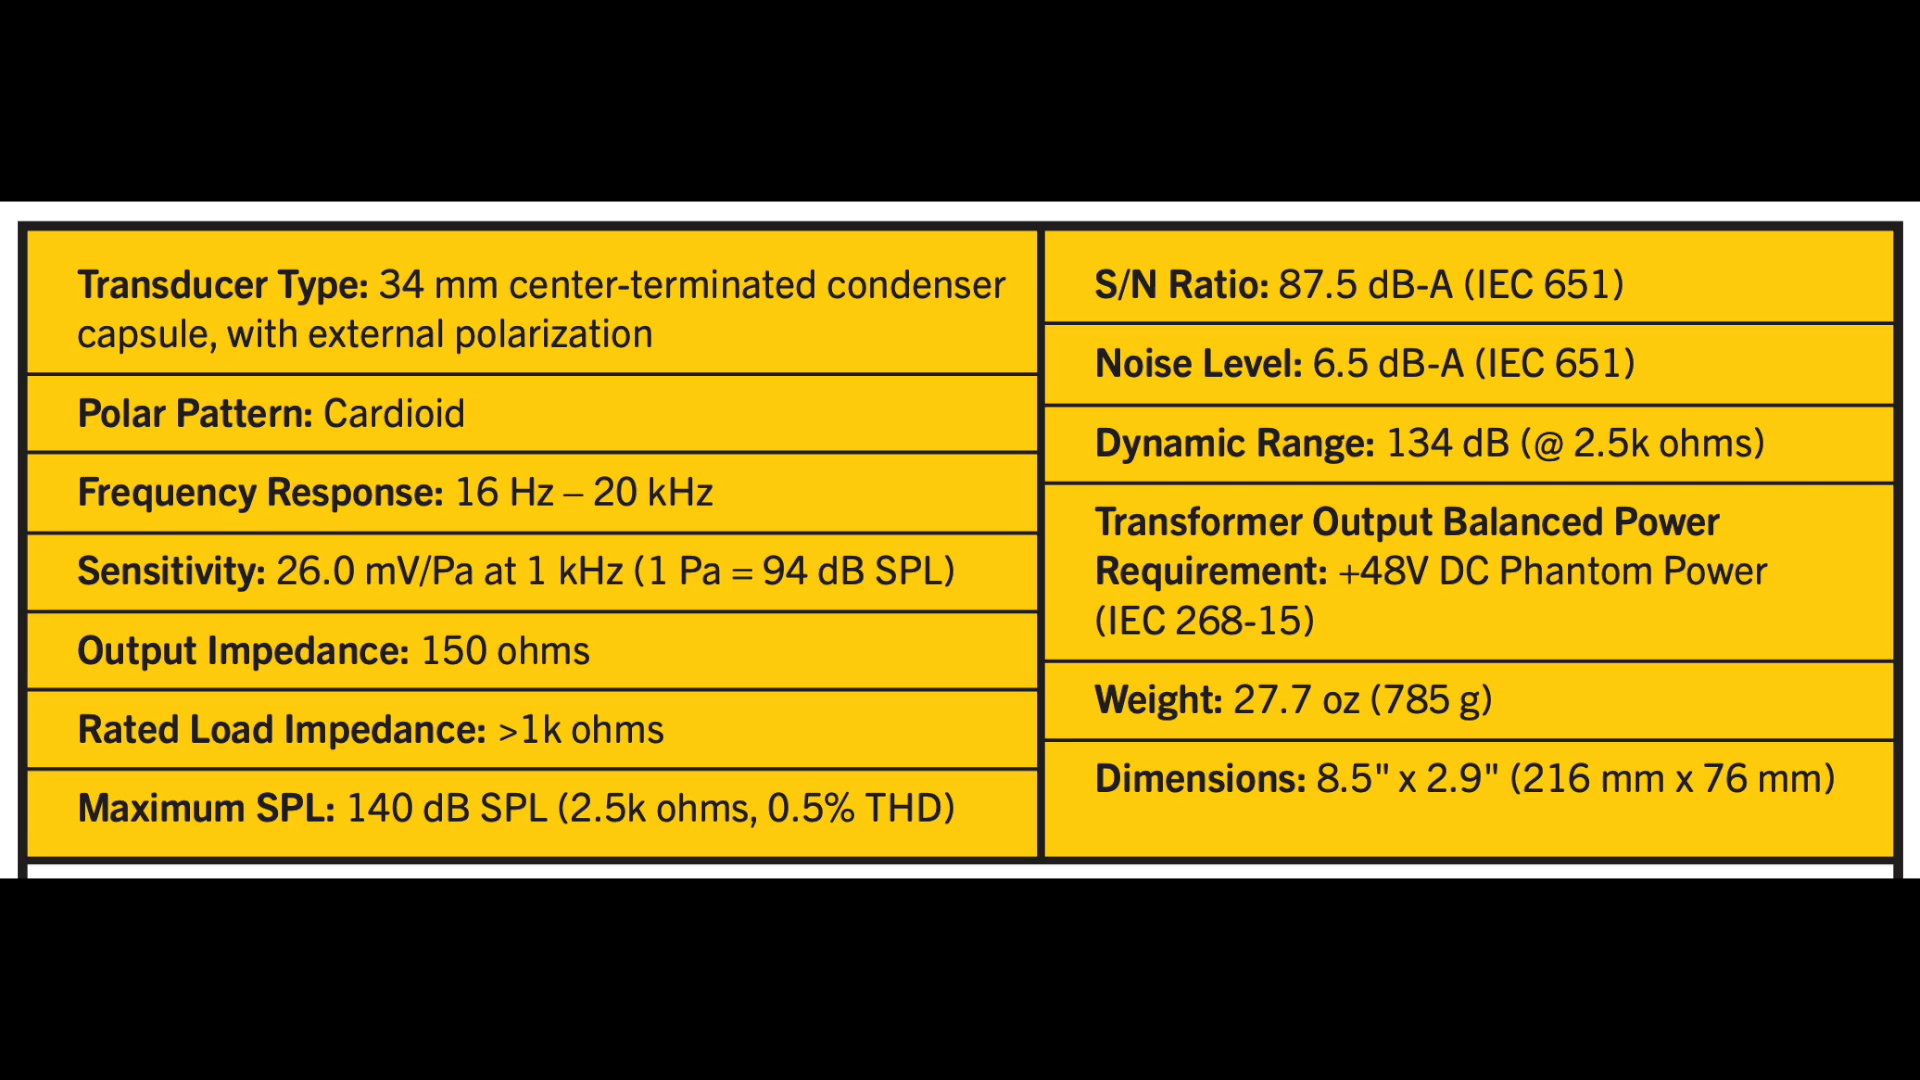 Transducer Type: 34 mm center-terminated condenser
capsule, with external polarization
Polar Pattern: Cardioid
Frequency Response: 16 Hz – 20 kHz
Sensitivity: 26.0 mV/Pa at 1 kHz (1 Pa = 94 dB SPL)
Output Impedance: 150 ohms
Rated Load Impedance: >1k ohms
Maximum SPL: 140 dB SPL (2.5k ohms, 0.5% THD)
S/N Ratio: 87.5 dB-A (IEC 651)
Noise Level: 6.5 dB-A (IEC 651)
Dynamic Range: 134 dB (@ 2.5k ohms)
Transformer Output Balanced Power
Requirement: +48V DC Phantom Power
(IEC 268-15)
Weight: 27.7 oz (785 g)
Dimensions: 8.5" x 2.9" (216 mm x 76 mm)